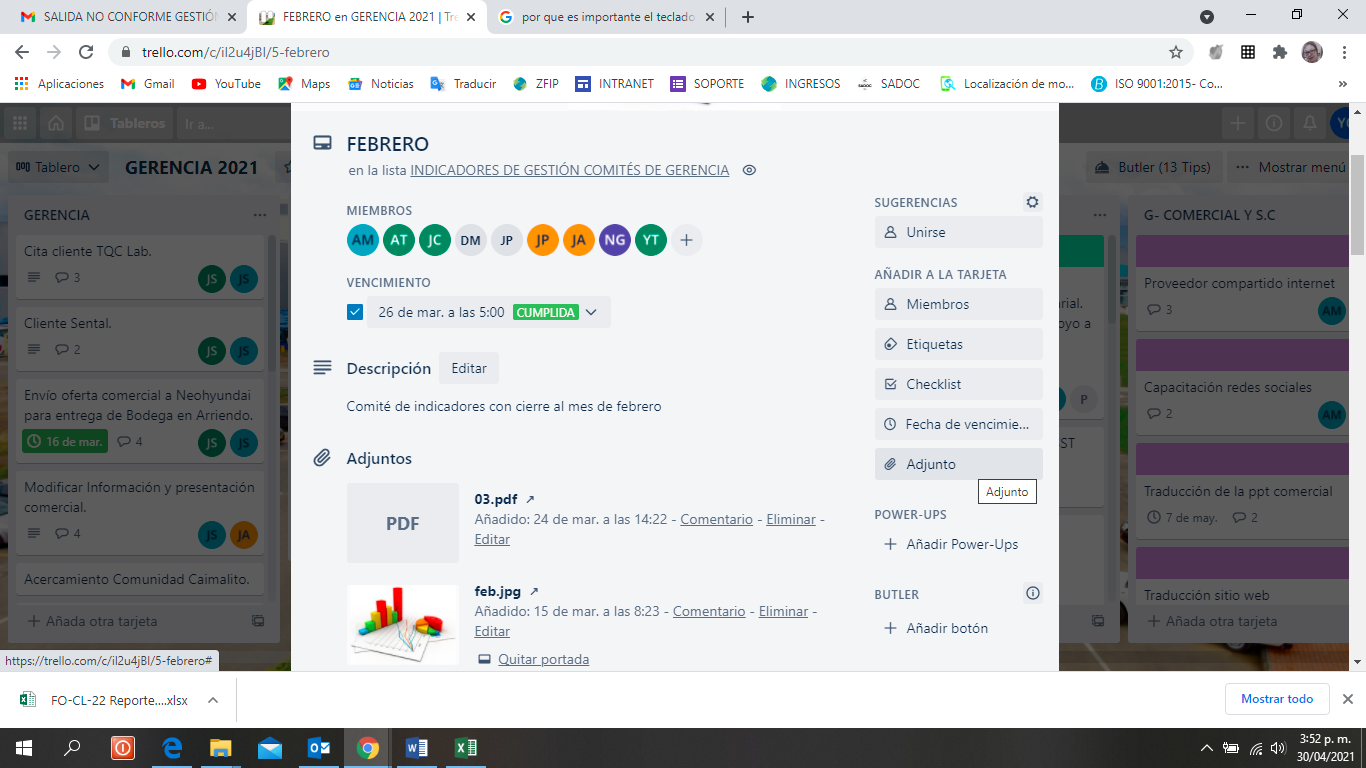 SALIDA NO CONFORME GESTIÓN
FEBRERO en GERENCIA 2021 | Tre
por que es importante el teclado
trello.com/c/il2u4jBl/5-febrero
Aplicaciones
Gmail
YouTube
Maps
Noticias
Traducir
ZFIP
INTRANET
SOPORTE
INGRESOS
SADOC
Localización de mo...
ISO 9001:2015- Co...
»
Tableros
Ir a...
Tablero
GERENCIA 2021
Butler (13 Tips)
... Mostrar menú
GERENCIA
Cita cliente TQC Lab.
3
JS
JS
Cliente Sental.
2
JS
JS
Envío oferta comercial a Neohyundai
para entrega de Bodega en Arriendo.
16 de mar.
4
JS
JS
Modificar Información y presentación
comercial.
4
JS
JA
Acercamiento Comunidad Caimalito.
+ Añada otra tarjeta
FEBRERO
en la lista INDICADORES DE GESTIÓN COMITÉS DE GERENCIA
MIEMBROS
AM AT JC DM JP JP JA NG YT +
VENCIMIENTO
26 de mar. a las 5:00 CUMPLIDA
Descripción
Editar
Comité de indicadores con cierre al mes de febrero
Adjuntos
PDF
03.pdf ↗
Añadido: 24 de mar. a las 14:22 - Comentario - Eliminar -
Editar
feb.jpg ↗
Añadido: 15 de mar. a las 8:23 - Comentario - Eliminar -
Editar
Quitar portada
SUGERENCIAS
Unirse
AÑADIR A LA TARJETA
Miembros
Etiquetas
Checklist
Fecha de vencimie...
Adjunto
Adjunto
POWER-UPS
+ Añadir Power-Ups
BUTLER
+ Añadir botón
P
G- COMERCIAL Y S.C
Proveedor compartido internet
3
AM
Capacitación redes sociales
2
AM
Traducción de la ppt comercial
7 de may.
2
Traducción sitio web
+ Añada otra tarjeta
https://trello.com/c/il2u4jBl/5-febrero#
FO-CL-22 Reporte....xlsx
Mostrar todo
3:52 p. m.
30/04/2021